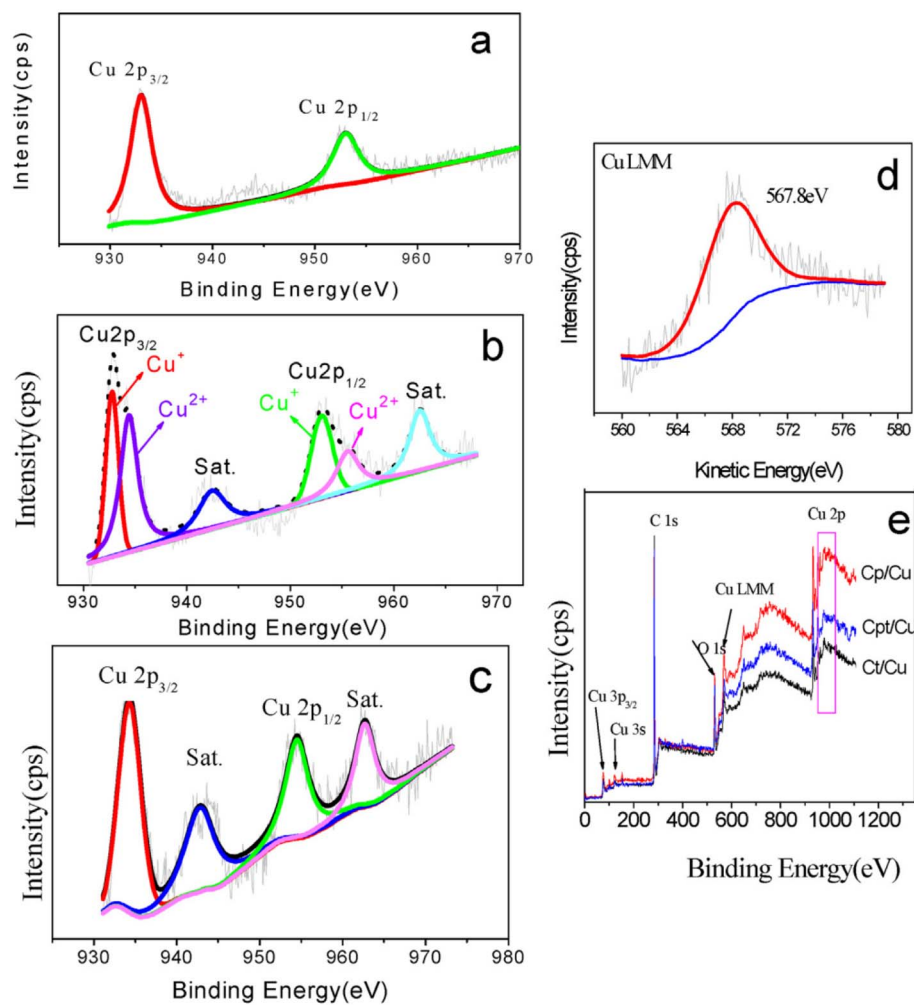 a
Cu 2p3/2
Cu 2p1/2
Intensity(cps)
930 940 950 960 970
Binding Energy(eV)
b
Cu2p3/2
Cu+
Cu2+
Sat.
Cu2p1/2
Cu+
Cu2+
Sat.
Intensity(cps)
930 940 950 960 970
c
Cu 2p3/2
Sat.
Cu 2p1/2
Sat.
Intensity(cps)
930 940 950 960 970 980
Binding Energy(eV)
Cu LMM
d
567.8eV
Intensity(cps)
560 564 568 572 576 580
Kinetic Energy(eV)
e
C 1s
Cu 2p
Cp/Cu
Cu LMM
O 1s
Cpt/Cu
Ct/Cu
Cu 3p3/2
Cu 3s
Intensity(cps)
0 200 400 600 800 1000 1200
Binding Energy(eV)